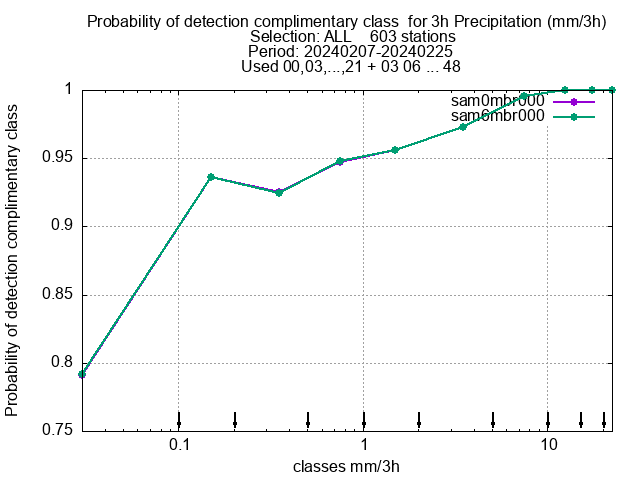 Probability of detection complimentary class  for 3h Precipitation (mm/3h)
Selection: ALL    603 stations
Period: 20240207-20240225
Used 00,03,...,21 + 03 06 ... 48
sam0mbr000
sam6mbr000
1
0.95
0.9
0.85
0.8
0.75
0.1
1
10
classes mm/3h
Probability of detection complimentary class